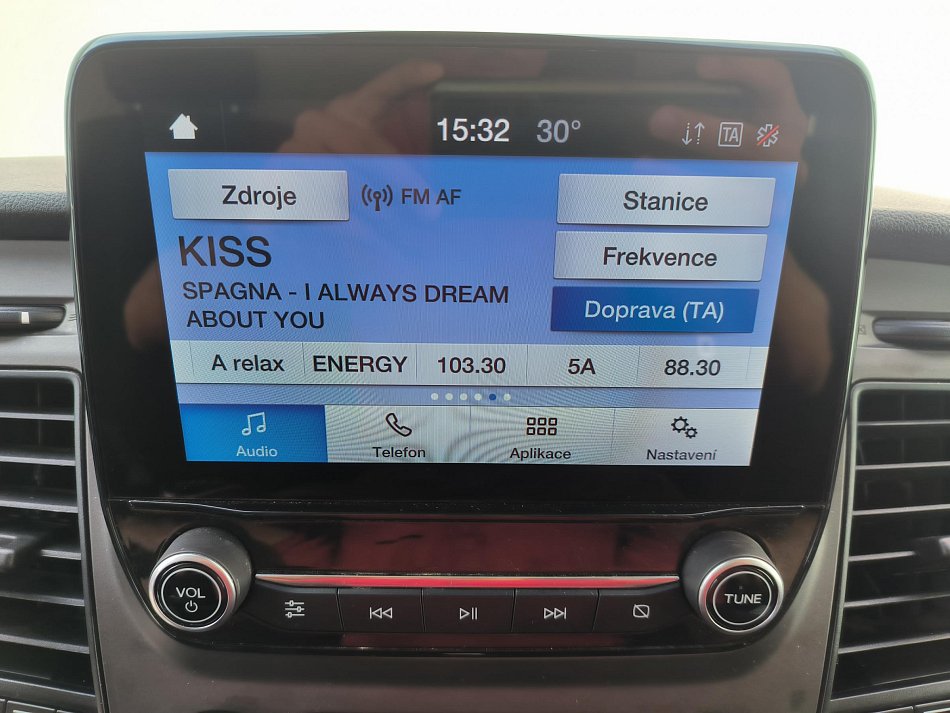 15:32 30°
TA
Zdroje FM AF Stanice
KISS Frekvence
SPAGNA - I ALWAYS DREAM
ABOUT YOU
Doprava (TA)
A relax ENERGY 103.30 5A 88.30
Audio Telefon Aplikace Nastavení
VOL TUNE